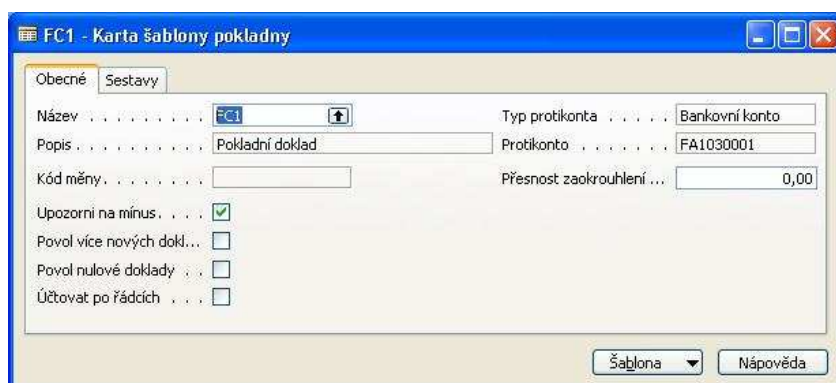 FC1 - Karta šablony pokladny
Obecné Sestavy
Název . . . . . . . . . FC1 Typ protikonta . . . . . Bankovní konto
Popis. . . . . . . . . . Pokladní doklad Protikonto . . . . . . . FA1030001
Kód měny. . . . . . . . Přesnost zaokrouhlení ... 0,00
Upozorni na mínus. . . .
Povol více nových dokl...
Povol nulové doklady . .
Účtovat po řádcích . . .
Šablona Nápověda